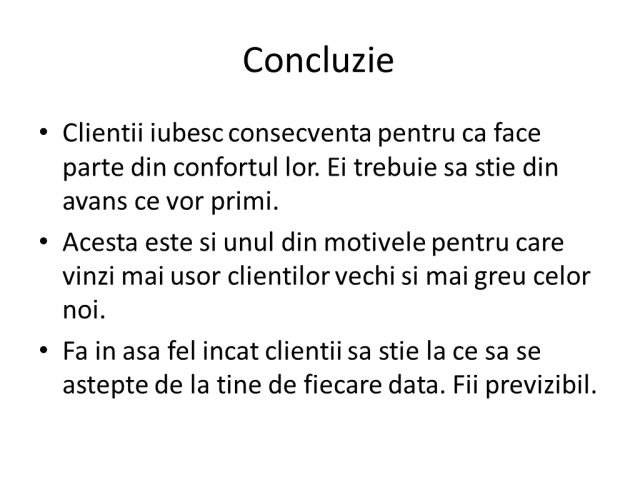 Concluzie
• Clientii iubesc consecventa pentru ca face
parte din confortul lor. Ei trebuie sa stie din
avans ce vor primi.
• Acesta este si unul din motivele pentru care
vinzi mai usor clientilor vechi si mai greu celor
noi.
• Fa in asa fel incat clientii sa stie la ce sa se
astepte de la tine de fiecare data. Fii previzibil.